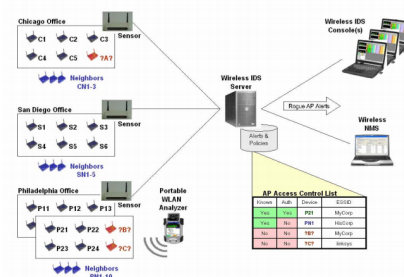 Chicago Office
Sensor
C1 C2 C3
C4 C5 ?A?
Neighbors
CN1-3
San Diego Office
Sensor
S1 S2 S3
S4 S5 S6
Neighbors
SN1-5
Philadelphia Office
Sensor
P11 P12 P13
P21 P22 ?B?
P23 P24 ?C?
Neighbors
PN1-10
Portable
WLAN
Analyzer
Wireless IDS
Server
Alerts &
Policies
Rogue AP Alerts
Wireless IDS
Console(s)
Wireless
NMS
AP Access Control List
Known Auth Device ESSID
Yes Yes P21 MyCorp
Yes No PN1 HisCorp
No No ?B? MyCorp
No No ?C? linksys